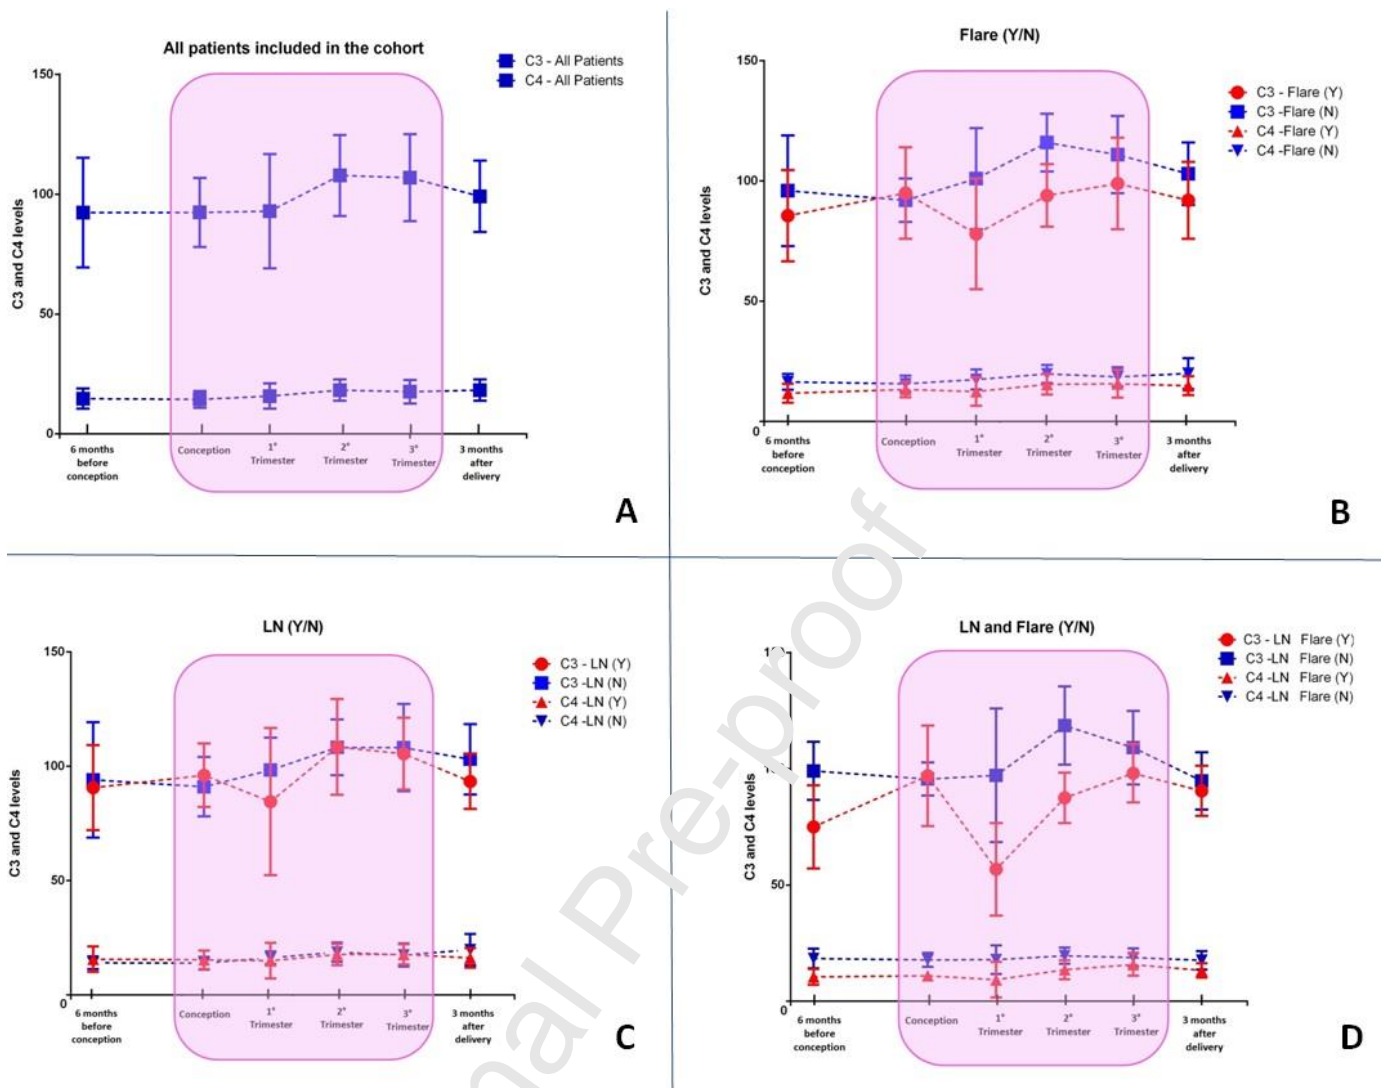 All patients included in the cohort
C3 - All Patients
C4 - All Patients
150
100
50
0
C3 and C4 levels
6 months
before
conception
Conception
1°
Trimester
2°
Trimester
3°
Trimester
3 months
after
delivery
A
Flare (Y/N)
C3 - Flare (Y)
C3 -Flare (N)
C4 -Flare (Y)
C4 -Flare (N)
150
100
50
0
C3 and C4 levels
6 months
before
conception
Conception
1°
Trimester
2°
Trimester
3°
Trimester
3 months
after
delivery
B
LN (Y/N)
C3 - LN (Y)
C3 -LN (N)
C4 -LN (Y)
C4 -LN (N)
150
100
50
0
C3 and C4 levels
6 months
before
conception
Conception
1°
Trimester
2°
Trimester
3°
Trimester
3 months
after
delivery
C
LN and Flare (Y/N)
C3 - LN Flare (Y)
C3 -LN Flare (N)
C4 -LN Flare (Y)
C4 -LN Flare (N)
50
0
C3 and C4 levels
6 months
before
conception
Conception
1°
Trimester
2°
Trimester
3°
Trimester
3 months
after
delivery
D
nal Pre-proof